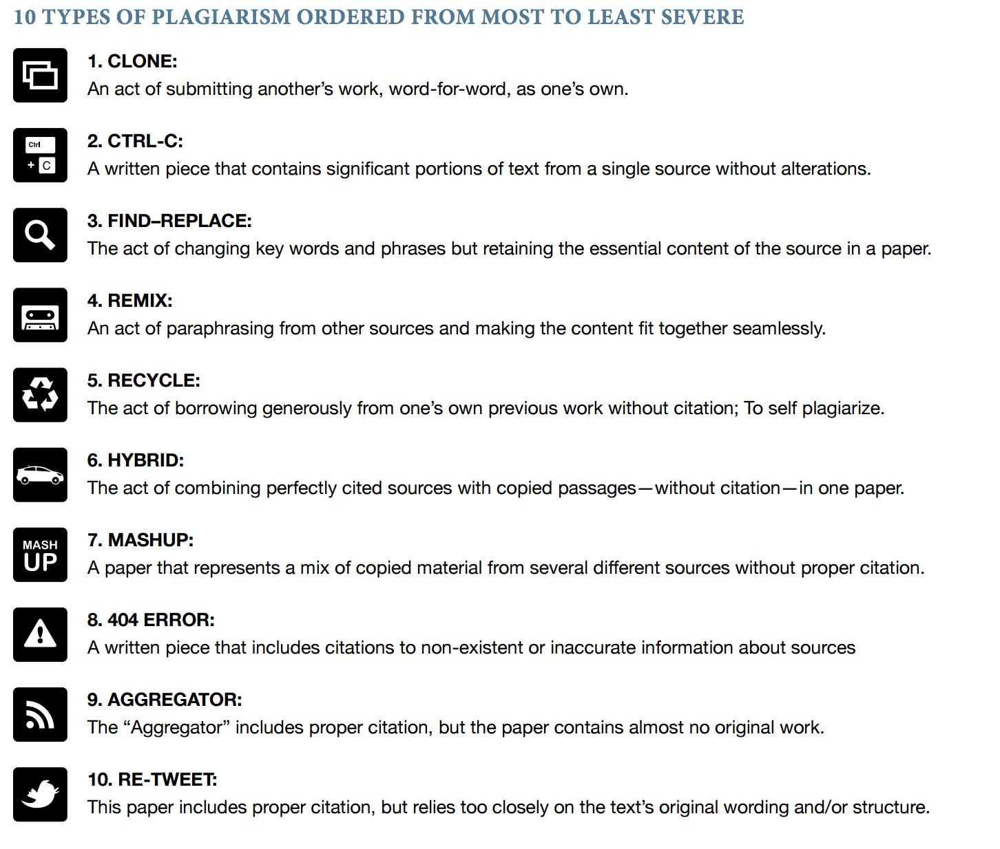 10 TYPES OF PLAGIARISM ORDERED FROM MOST TO LEAST SEVERE
1. CLONE:
An act of submitting another’s work, word-for-word, as one’s own.
Ctrl
+ C
2. CTRL-C:
A written piece that contains significant portions of text from a single source without alterations.
3. FIND–REPLACE:
The act of changing key words and phrases but retaining the essential content of the source in a paper.
4. REMIX:
An act of paraphrasing from other sources and making the content fit together seamlessly.
5. RECYCLE:
The act of borrowing generously from one’s own previous work without citation; To self plagiarize.
6. HYBRID:
The act of combining perfectly cited sources with copied passages—without citation—in one paper.
MASH
UP
7. MASHUP:
A paper that represents a mix of copied material from several different sources without proper citation.
8. 404 ERROR:
A written piece that includes citations to non-existent or inaccurate information about sources
9. AGGREGATOR:
The “Aggregator” includes proper citation, but the paper contains almost no original work.
10. RE-TWEET:
This paper includes proper citation, but relies too closely on the text’s original wording and/or structure.